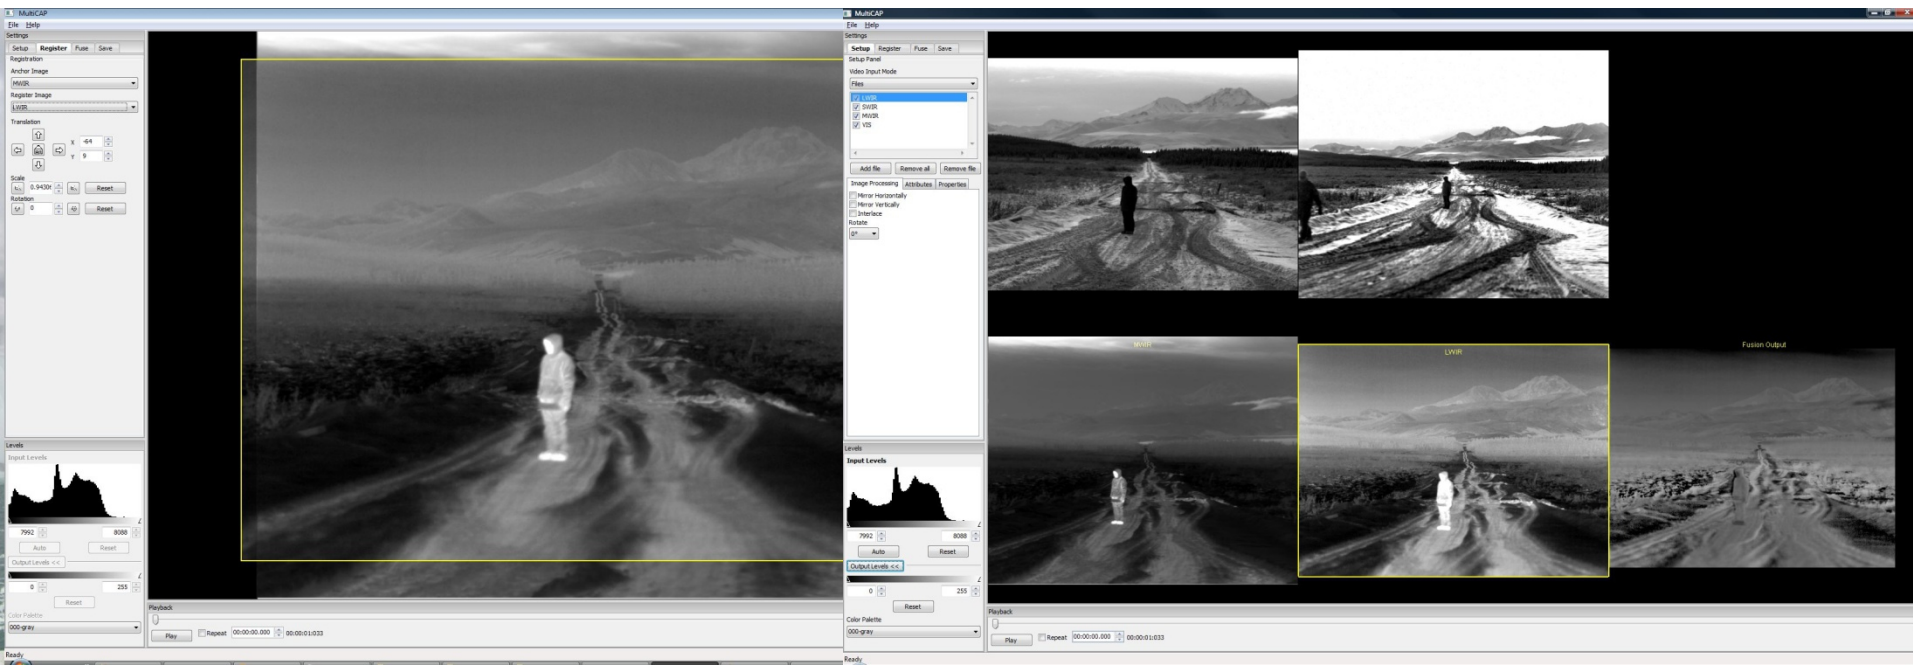 MultiCAP
File Help
Settings
Setup Register Fuse Save
Registration
Anchor Image
MWIR
Register Image
LWIR
Translation
X -64
Y 9
Scale
Reset
Rotation
0 Reset
Levels
Input Levels
7992 8088
Auto Reset
Output Levels <<
0 255
Reset
Color Palette
000-gray
Playback
Play Repeat 00:00:00.000 00:00:01:033
Ready
MultiCAP
File Help
Settings
Setup Register Fuse Save
Setup Panel
Video Input Mode
Files
LWIR
SWIR
MWIR
VIS
Add file Remove all Remove file
Image Processing Attributes Properties
Mirror Horizontally
Mirror Vertically
Interlace
Rotate
0°
Levels
Input Levels
7992 8088
Auto Reset
Output Levels <<
0 255
Reset
Color Palette
000-gray
MWIR
LWIR
Fusion Output
Playback
Play Repeat 00:00:00.000 00:00:01:033
Ready